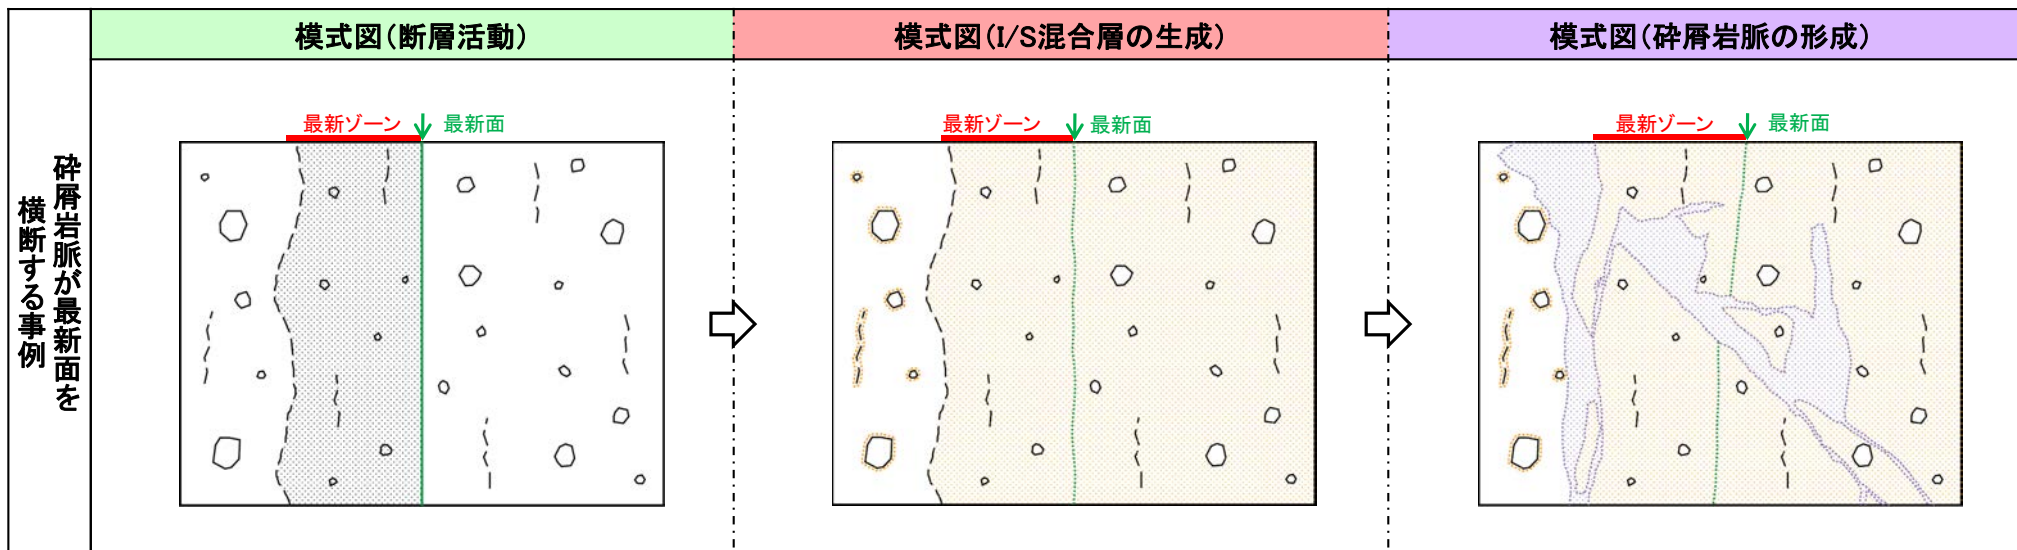 模式図(断層活動)
模式図(I/S混合層の生成)
模式図(砕屑岩脈の形成)
砕屑岩脈が最新面を
横断する事例
最新ゾーン
最新面
最新ゾーン
最新面
最新ゾーン
最新面